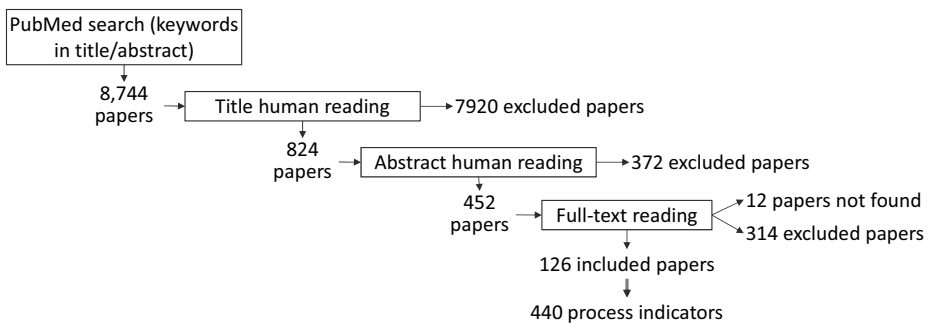 PubMed search (keywords
in title/abstract)
8,744
papers
Title human reading
7920 excluded papers
824
papers
Abstract human reading
372 excluded papers
452
papers
Full-text reading
12 papers not found
314 excluded papers
126 included papers
440 process indicators